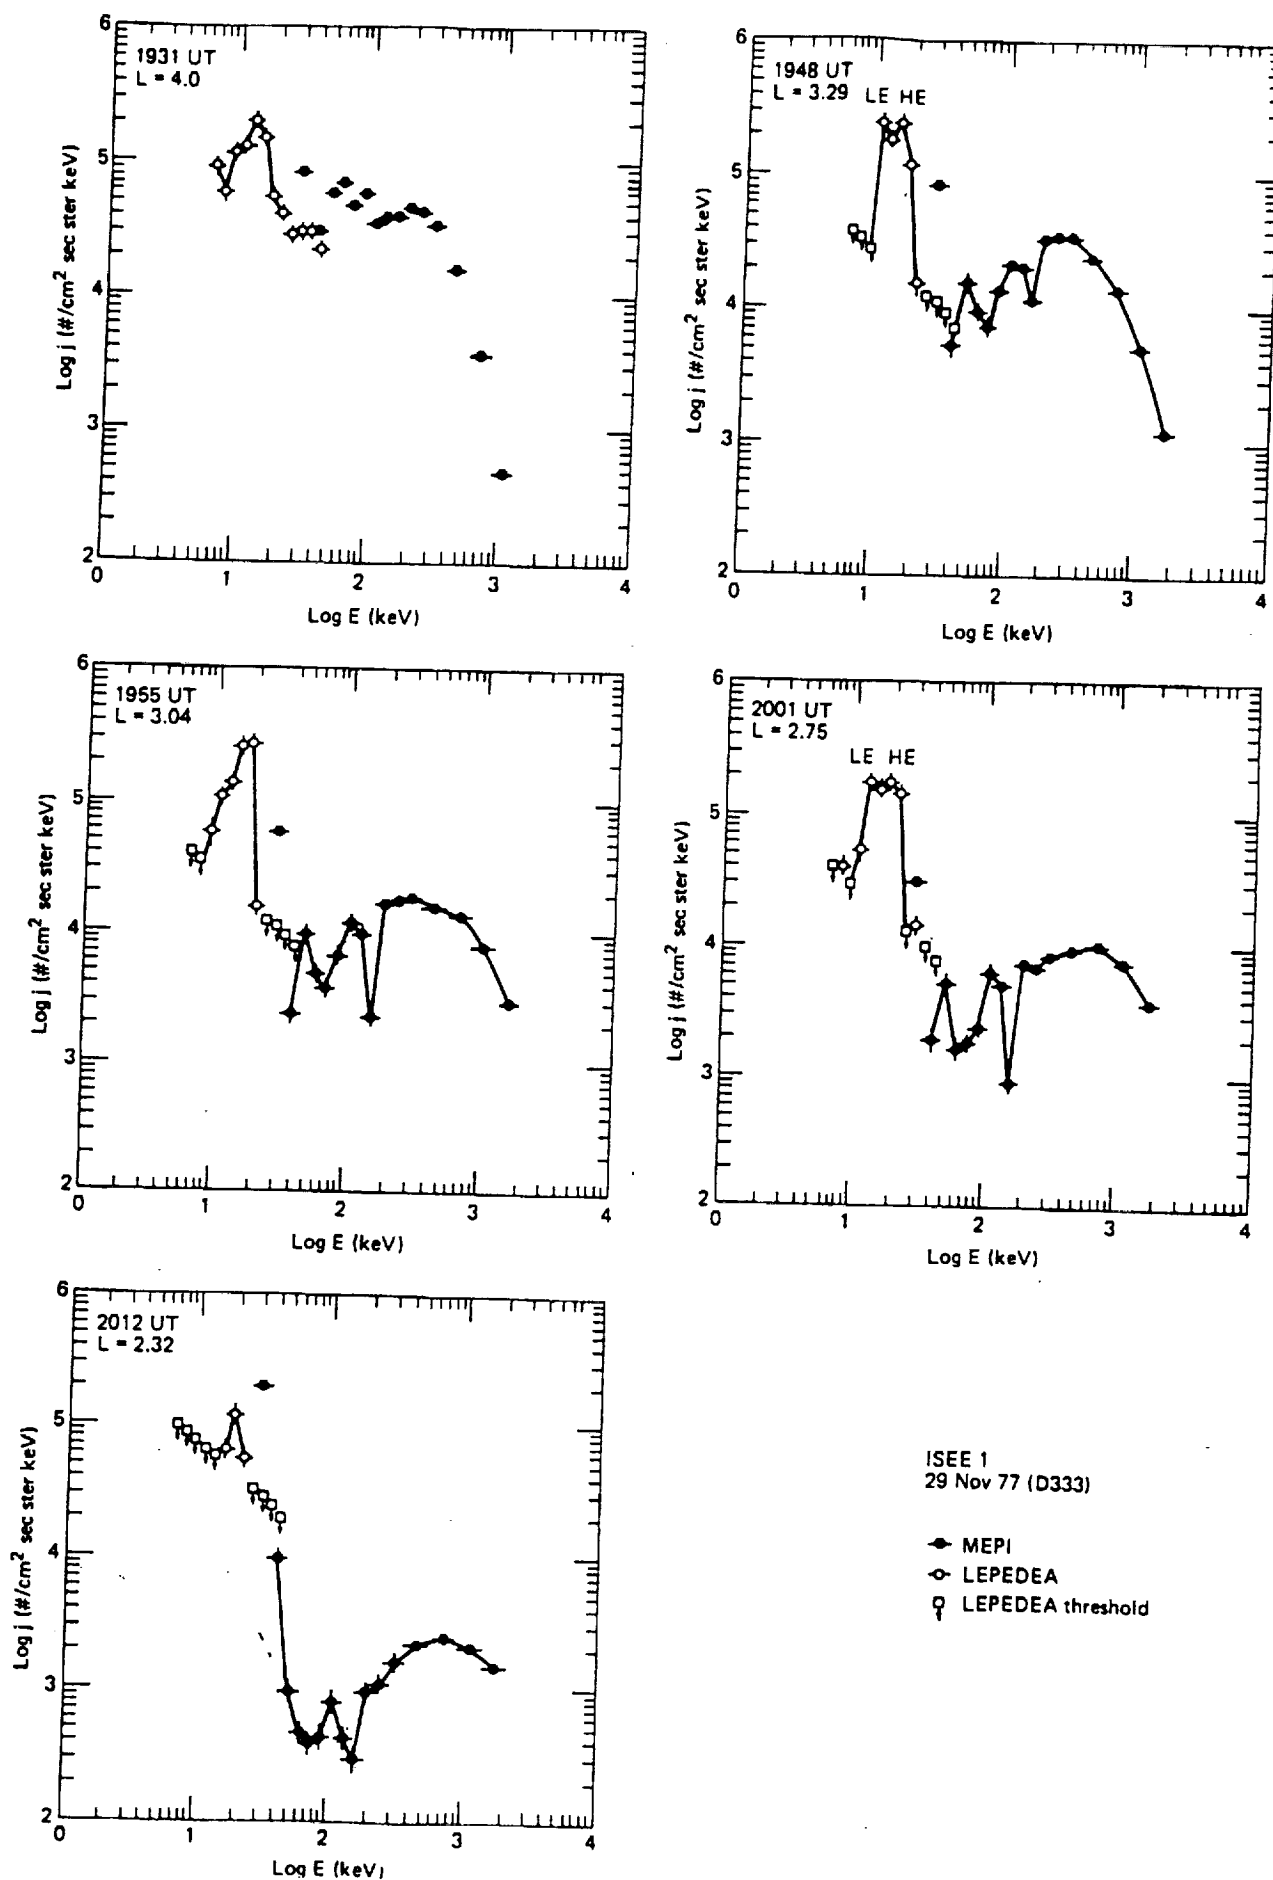 1931 UT
L = 4.0
6
5
4
3
2
Log j (#/cm² sec ster keV)
0 1 2 3 4
Log E (keV)
1948 UT
L = 3.29
LE HE
6
5
4
3
2
Log j (#/cm² sec ster keV)
0 1 2 3 4
Log E (keV)
1955 UT
L = 3.04
6
5
4
3
2
Log j (#/cm² sec ster keV)
0 1 2 3 4
Log E (keV)
2001 UT
L = 2.75
LE HE
6
5
4
3
2
Log j (#/cm² sec ster keV)
0 1 2 3 4
Log E (keV)
2012 UT
L = 2.32
6
5
4
3
2
Log j (#/cm² sec ster keV)
0 1 2 3 4
Log E (keV)
ISEE 1
29 Nov 77 (D333)
MEPI
LEPEDEA
LEPEDEA threshold